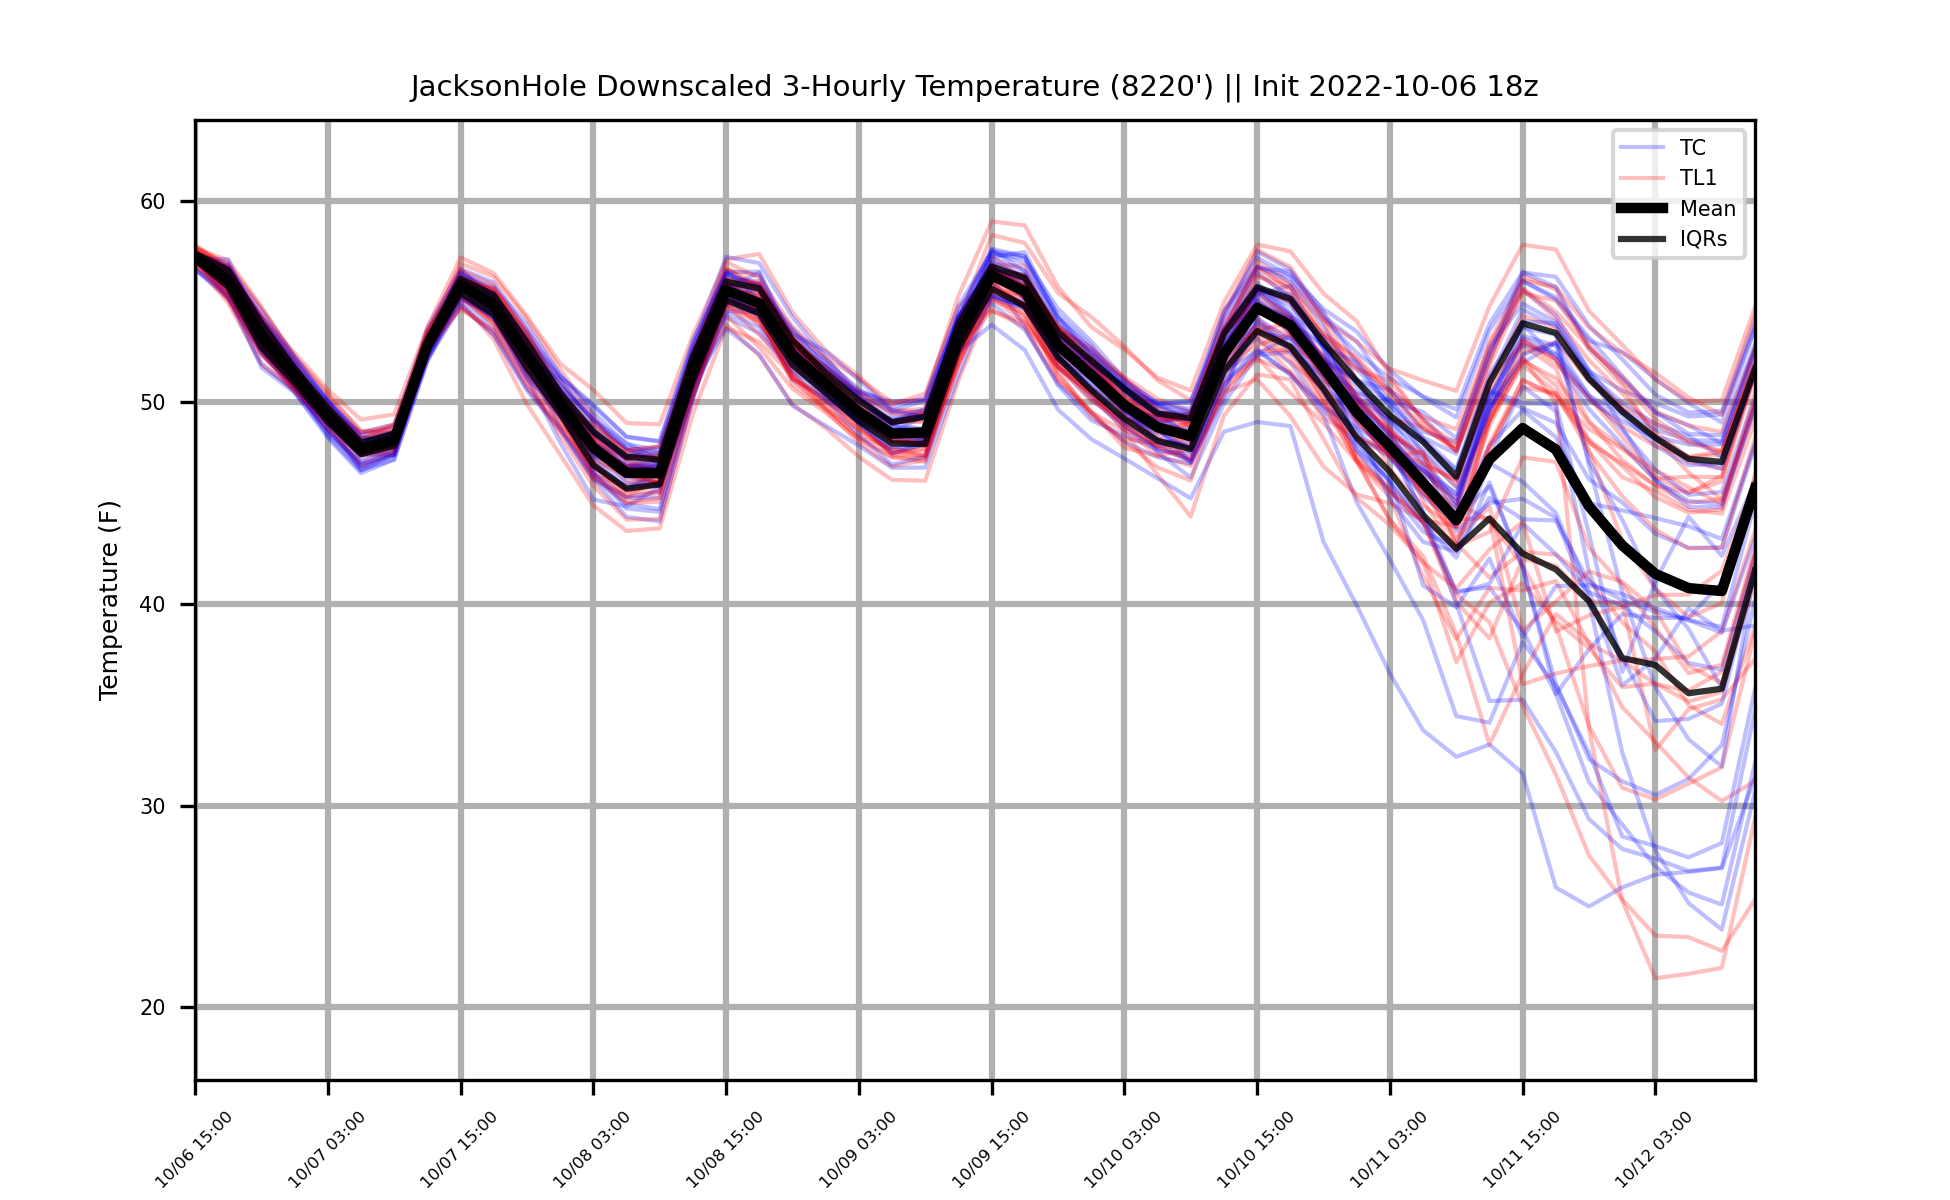 JacksonHole Downscaled 3-Hourly Temperature (8220') || Init 2022-10-06 18z
TC
TL1
Mean
IQRs
Temperature (F)
60
50
40
30
20
10/06 15:00
10/07 03:00
10/07 15:00
10/08 03:00
10/08 15:00
10/09 03:00
10/09 15:00
10/10 03:00
10/10 15:00
10/11 03:00
10/11 15:00
10/12 03:00